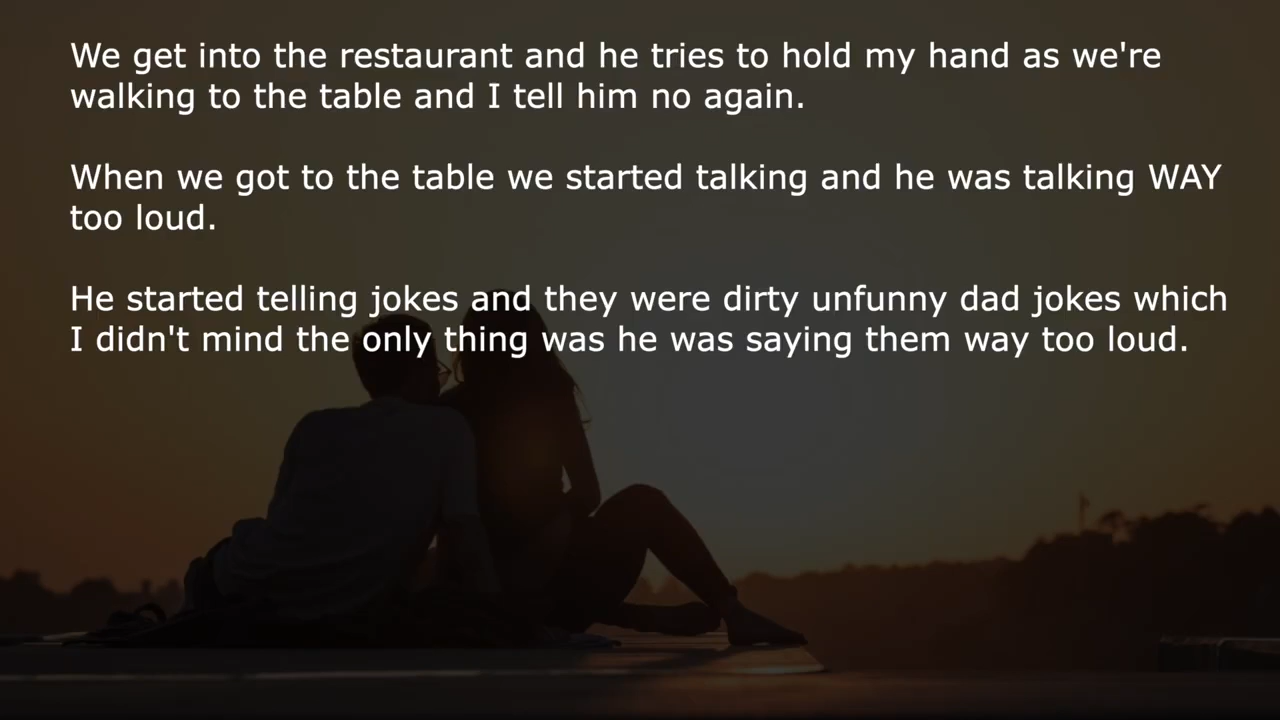 We get into the restaurant and he tries to hold my hand as we're
walking to the table and I tell him no again.
When we got to the table we started talking and he was talking WAY
too loud.
He started telling jokes and they were dirty unfunny dad jokes which
I didn't mind the only thing was he was saying them way too loud.